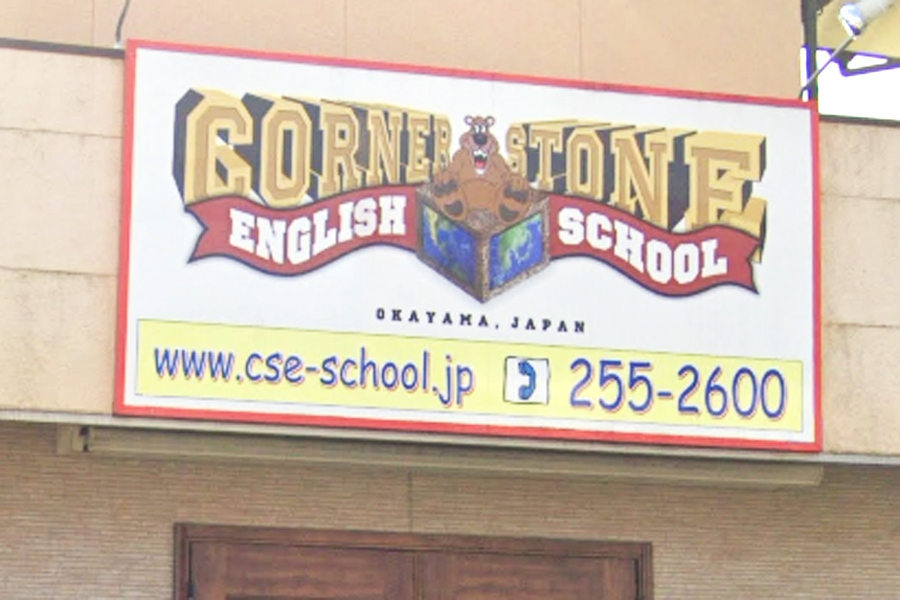 CORNER STONE
ENGLISH SCHOOL
OKAYAMA, JAPAN
www.cse-school.jp 255-2600